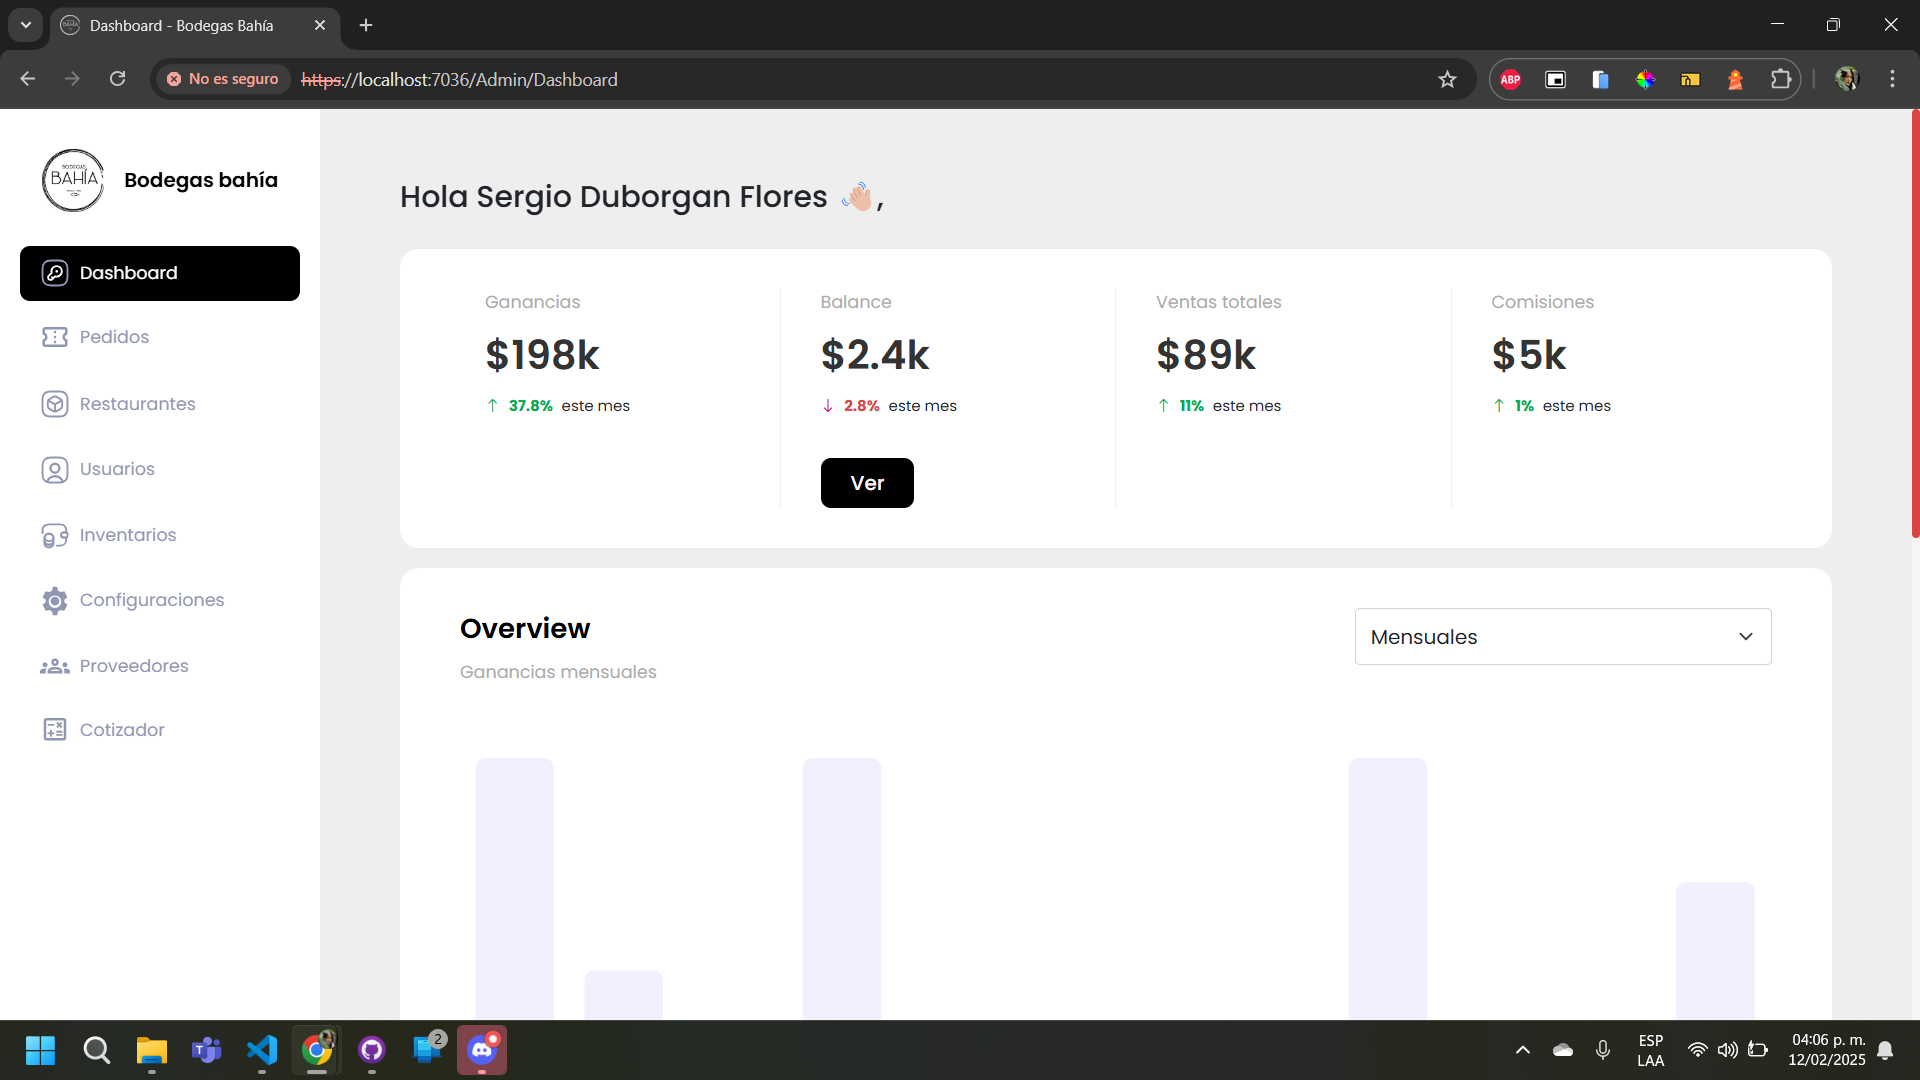 Dashboard - Bodegas Bahía
No es seguro
https://localhost:7036/Admin/Dashboard
ABP
BODEGAS
BAHÍA
Bodegas bahía
Dashboard
Pedidos
Restaurantes
Usuarios
Inventarios
Configuraciones
Proveedores
Cotizador
Hola Sergio Duborgan Flores 👋🏼,
Ganancias
$198k
↑ 37.8% este mes
Balance
$2.4k
↓ 2.8% este mes
Ver
Ventas totales
$89k
↑ 11% este mes
Comisiones
$5k
↑ 1% este mes
Overview
Ganancias mensuales
Mensuales
2
ESP
LAA
04:06 p. m.
12/02/2025